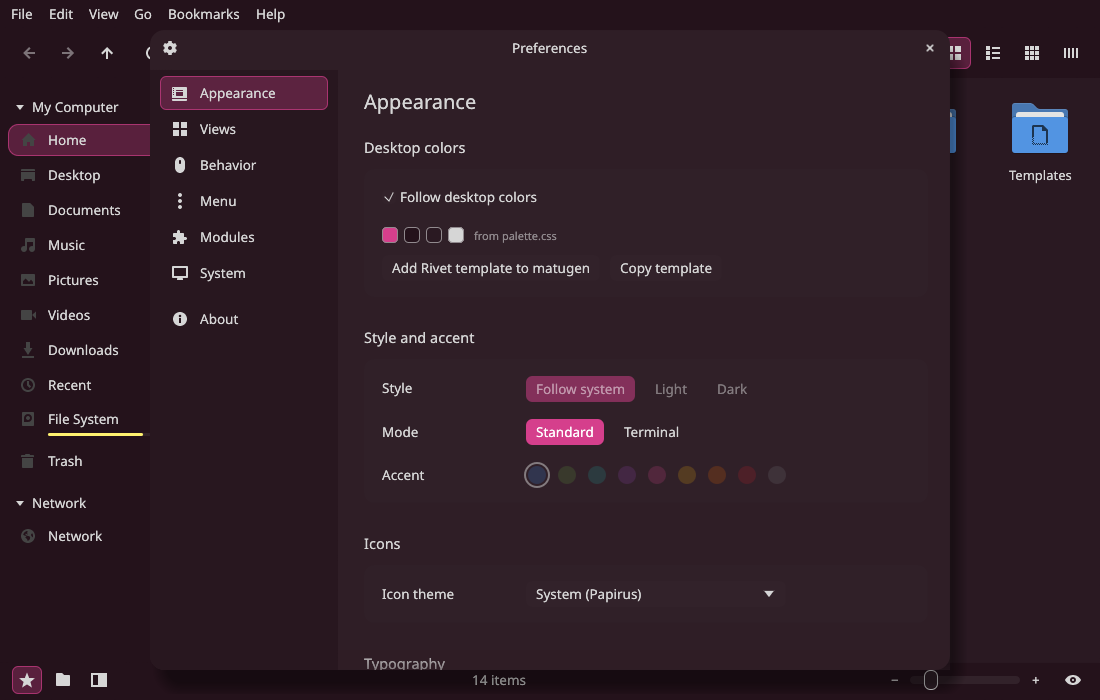 File Edit View Go Bookmarks Help
Preferences
My Computer
Home
Desktop
Documents
Music
Pictures
Videos
Downloads
Recent
File System
Trash
Network
Network
Appearance
Views
Behavior
Menu
Modules
System
About
Appearance
Desktop colors
Follow desktop colors
from palette.css
Add Rivet template to matugen Copy template
Style and accent
Style Follow system Light Dark
Mode Standard Terminal
Accent
Icons
Icon theme System (Papirus)
Typography
Templates
14 items